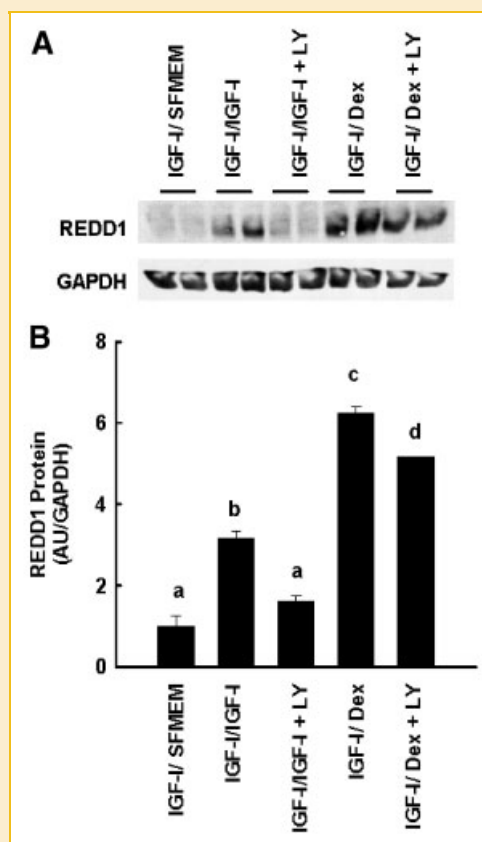 A
IGF-I/ SFMEM
IGF-I/IGF-I
IGF-I/IGF-I + LY
IGF-I/ Dex
IGF-I/ Dex + LY
REDD1
GAPDH
B
REDD1 Protein
(AU/GAPDH)
8
6
4
2
0
a
b
a
c
d
IGF-I/ SFMEM
IGF-I/IGF-I
IGF-I/IGF-I + LY
IGF-I/ Dex
IGF-I/ Dex + LY